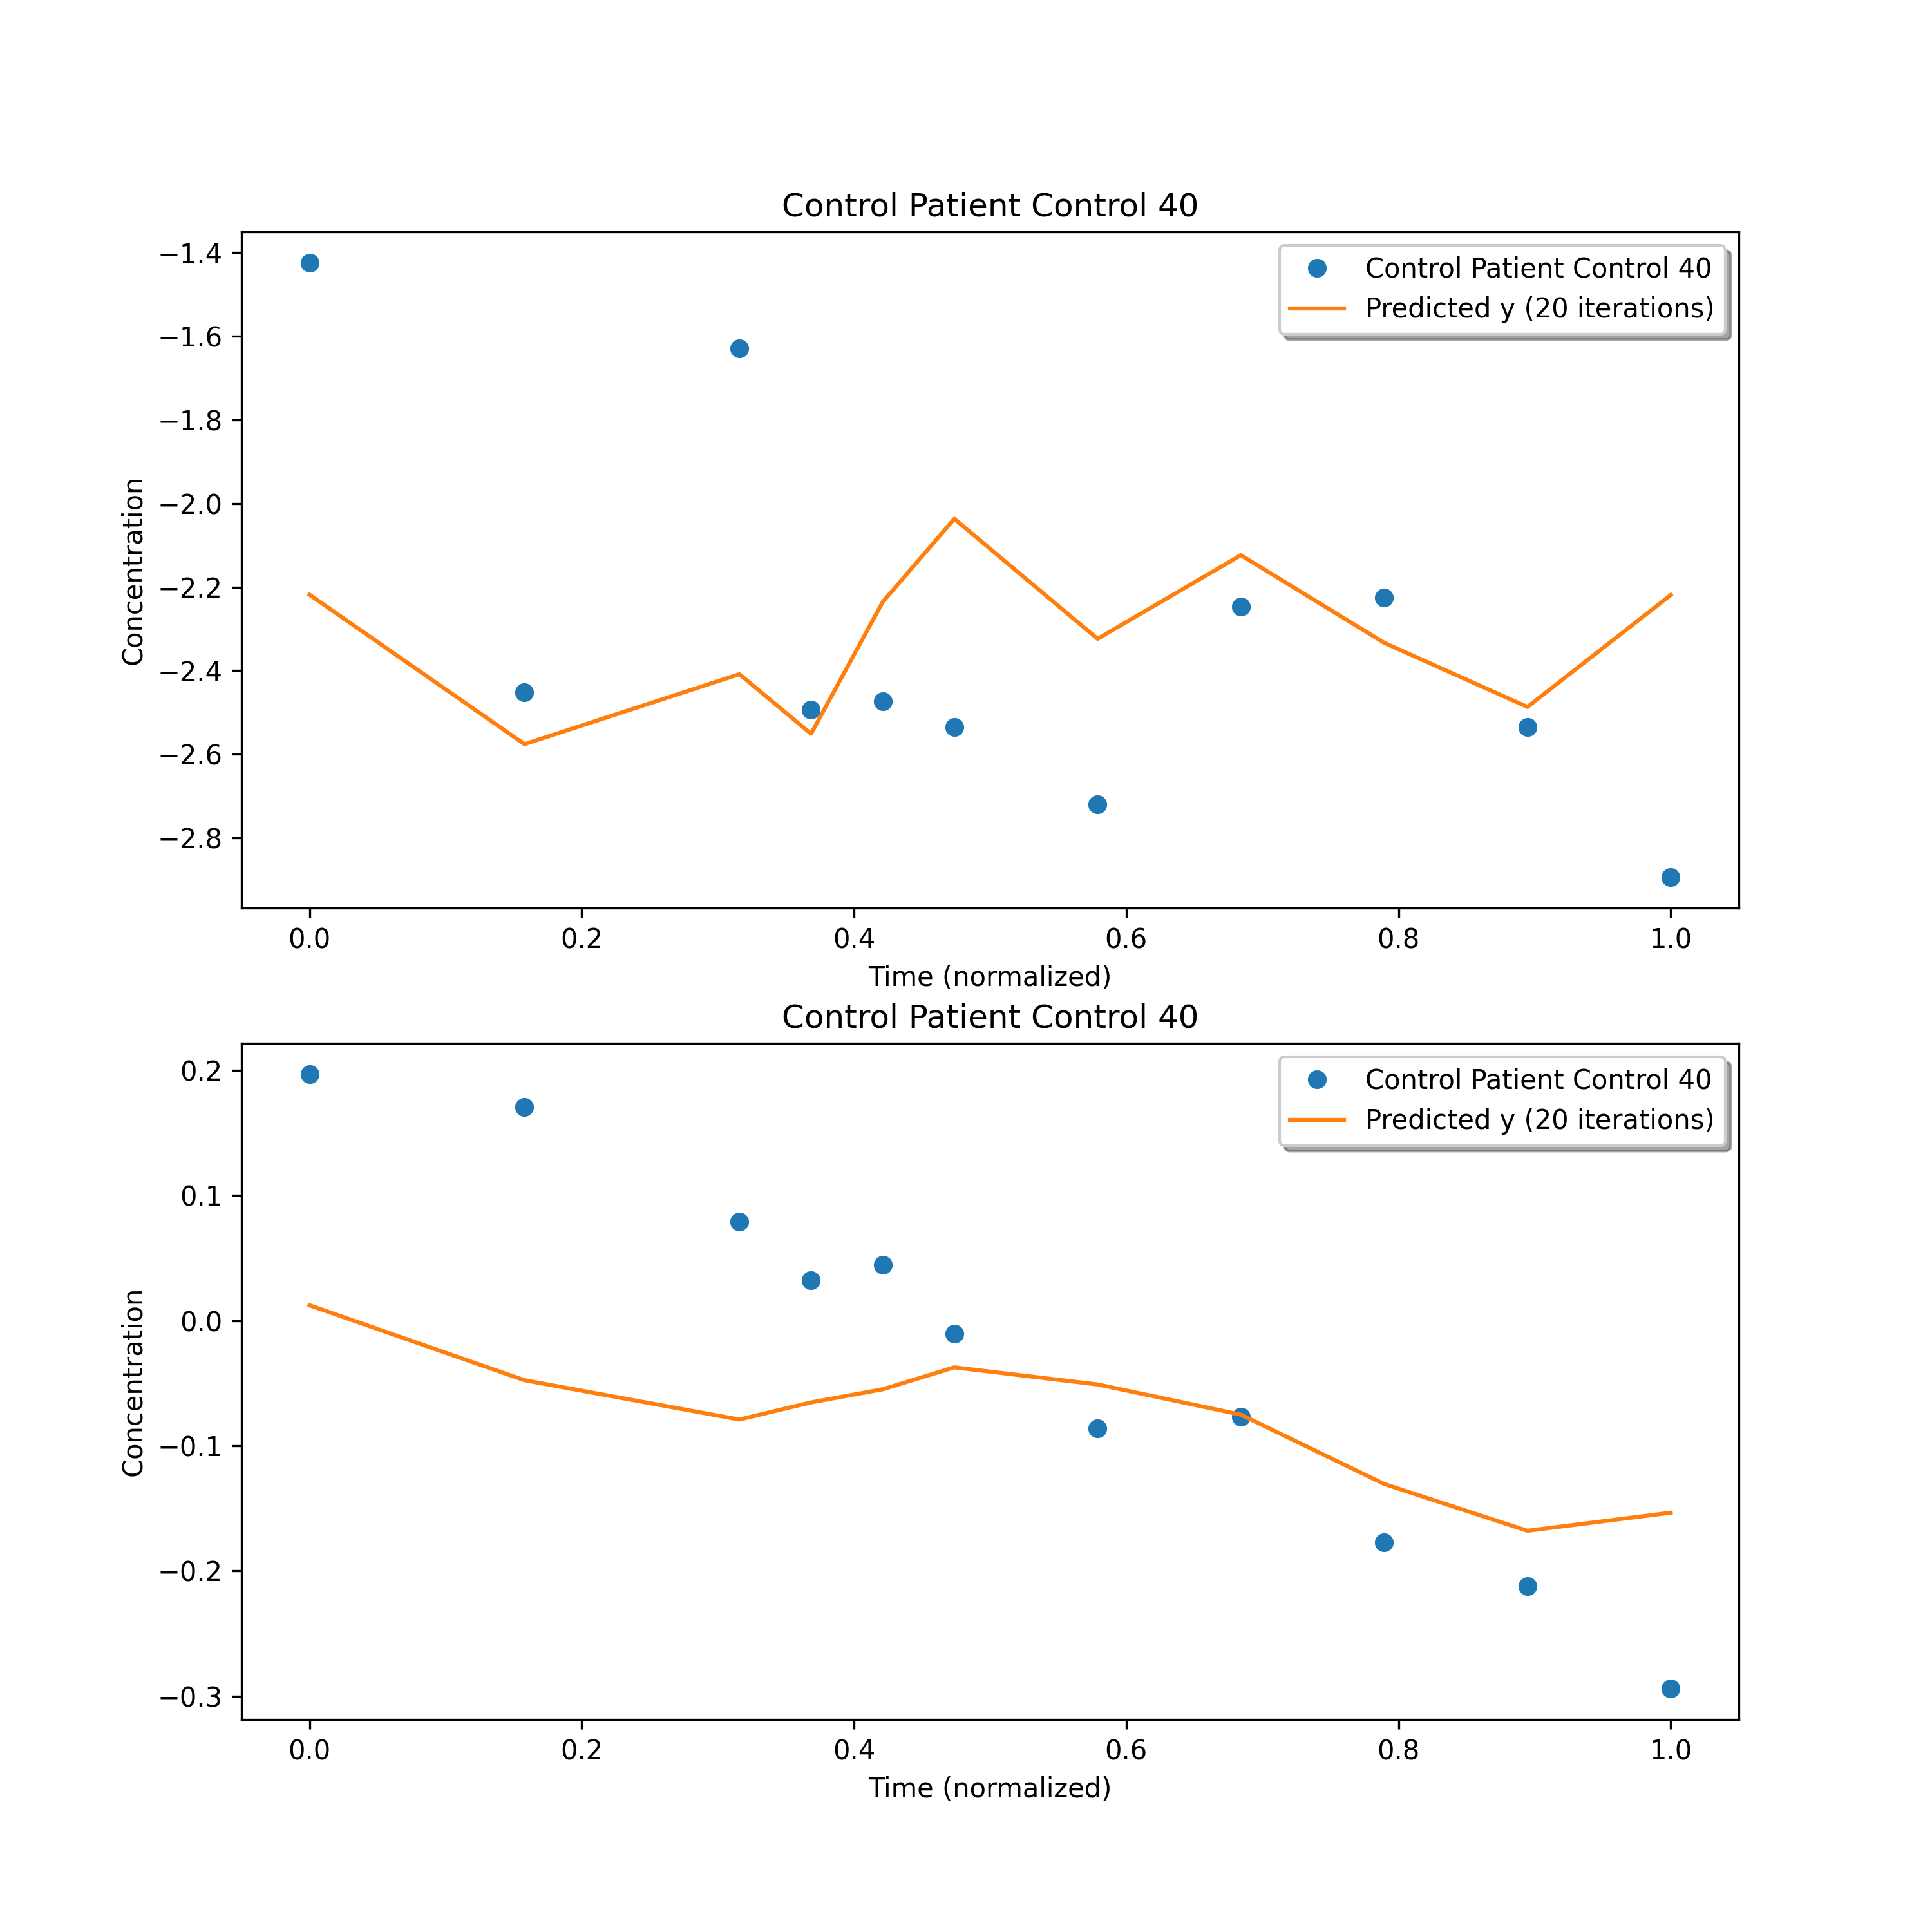 Control Patient Control 40
−1.4
−1.6
−1.8
−2.0
−2.2
−2.4
−2.6
−2.8
Concentration
Control Patient Control 40
Predicted y (20 iterations)
0.0 0.2 0.4 0.6 0.8 1.0
Time (normalized)
Control Patient Control 40
0.2
0.1
0.0
−0.1
−0.2
−0.3
Concentration
Control Patient Control 40
Predicted y (20 iterations)
0.0 0.2 0.4 0.6 0.8 1.0
Time (normalized)